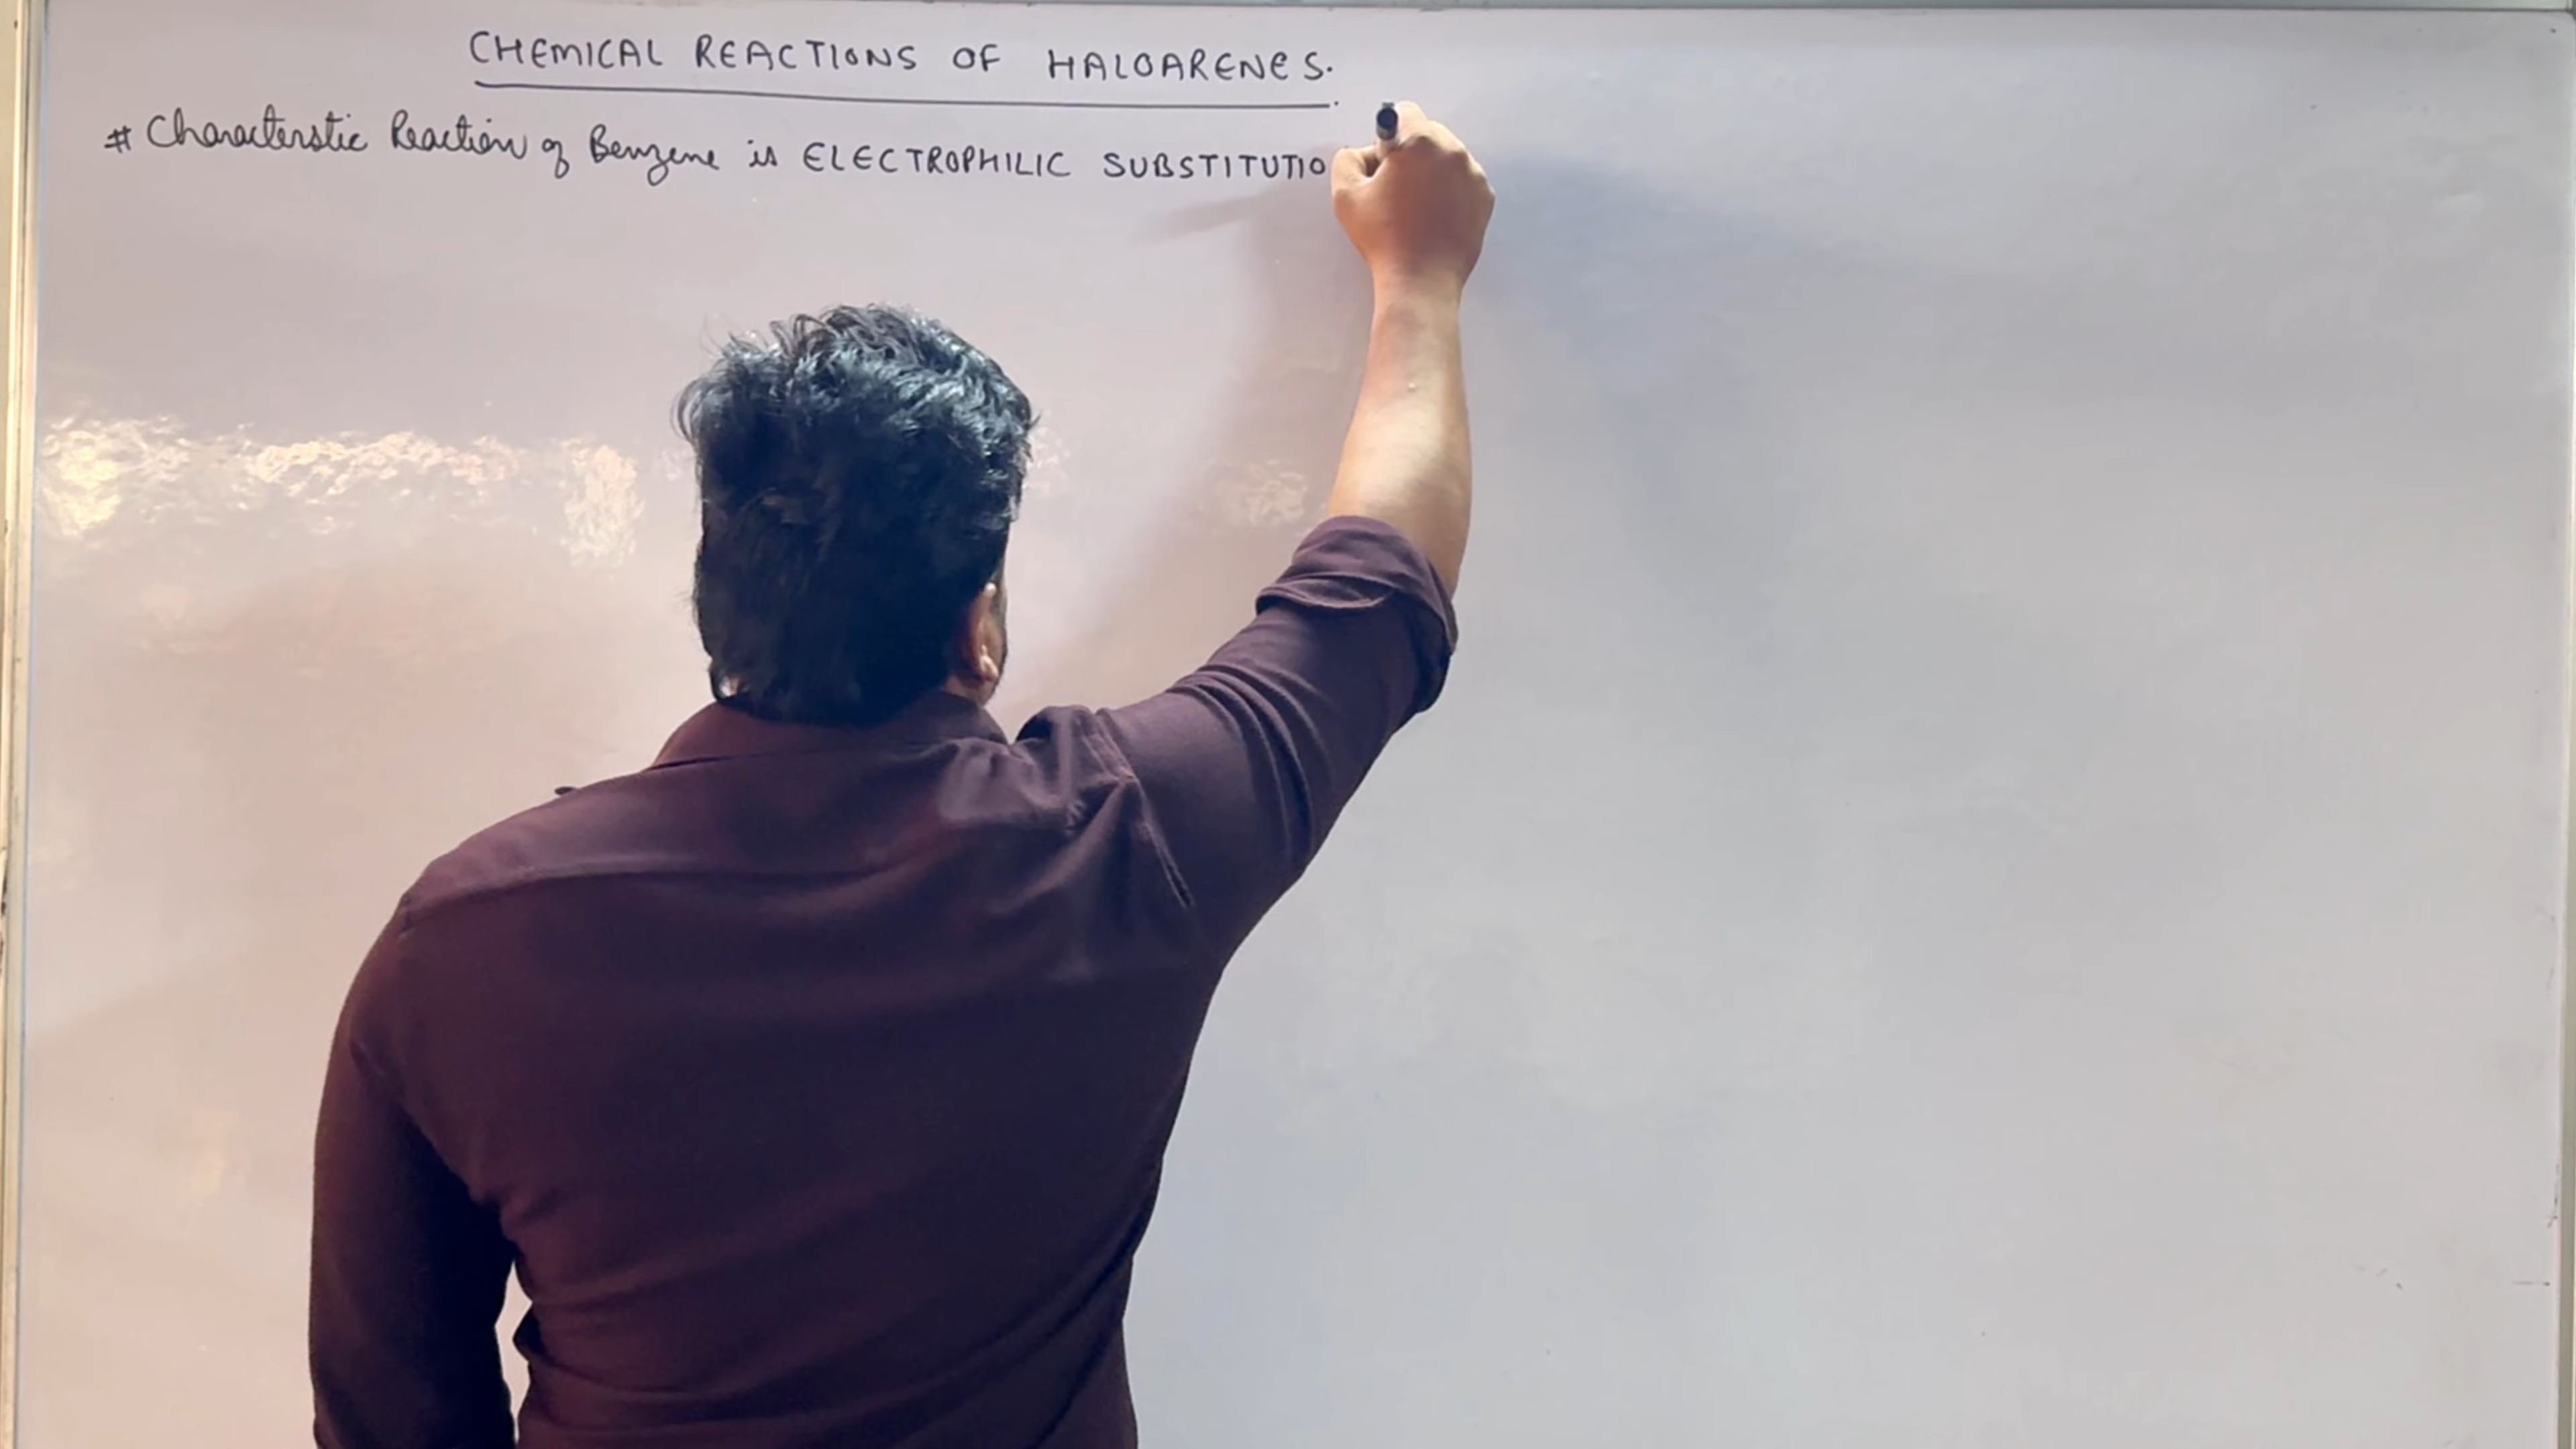 CHEMICAL REACTIONS OF HALOARENES.
# Characterstic Reaction of Benzene is ELECTROPHILIC SUBSTITUTIO